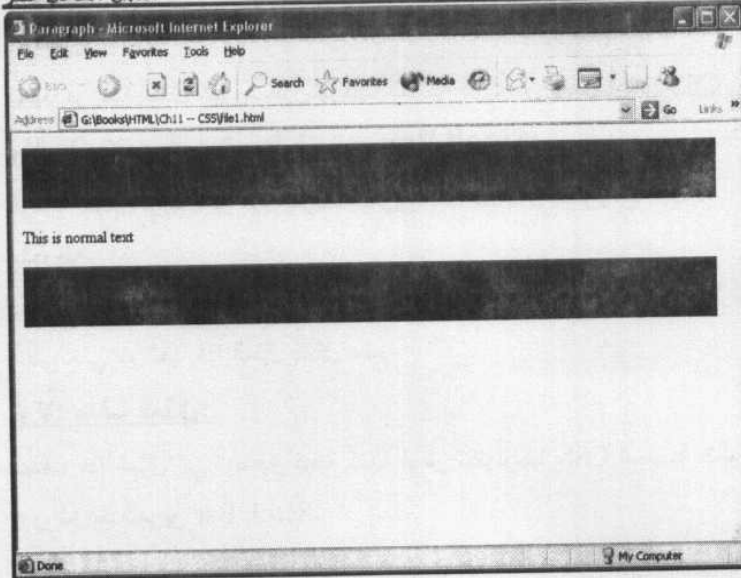 Paragraph - Microsoft Internet Explorer
File Edit View Favorites Tools Help
Back Search Favorites Media
Address G:\Books\HTML\Ch11 -- CSS\file1.html Go Links »
This is normal text
Done My Computer